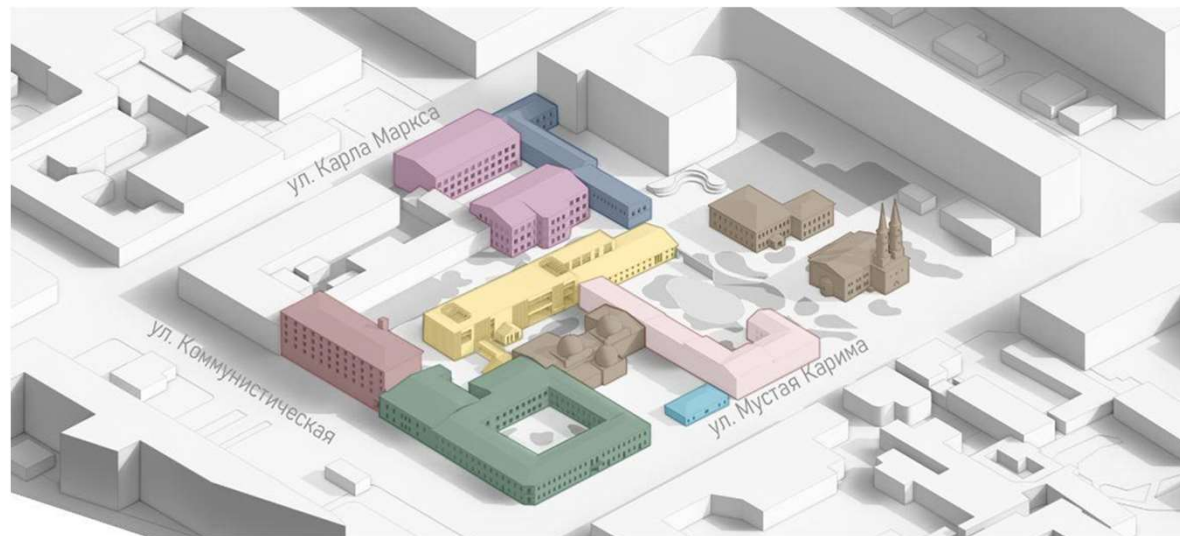 ул. Карла Маркса
ул. Коммунистическая
ул. Мустая Карима